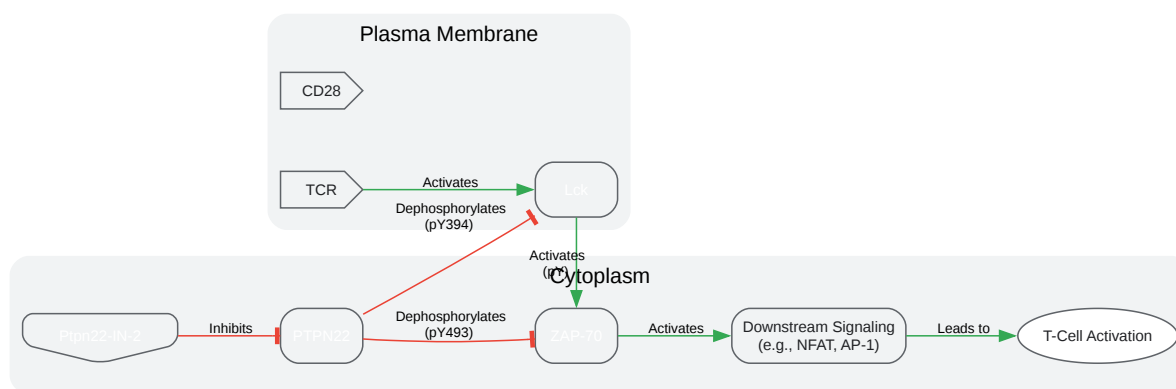 Plasma Membrane
CD28
TCR
Activates
Lck
Dephosphorylates
(pY394)
Activates
(pY)
Cytoplasm
Ptpn22-IN-2
Inhibits
PTPN22
Dephosphorylates
(pY493)
ZAP-70
Activates
Downstream Signaling
(e.g., NFAT, AP-1)
Leads to
T-Cell Activation